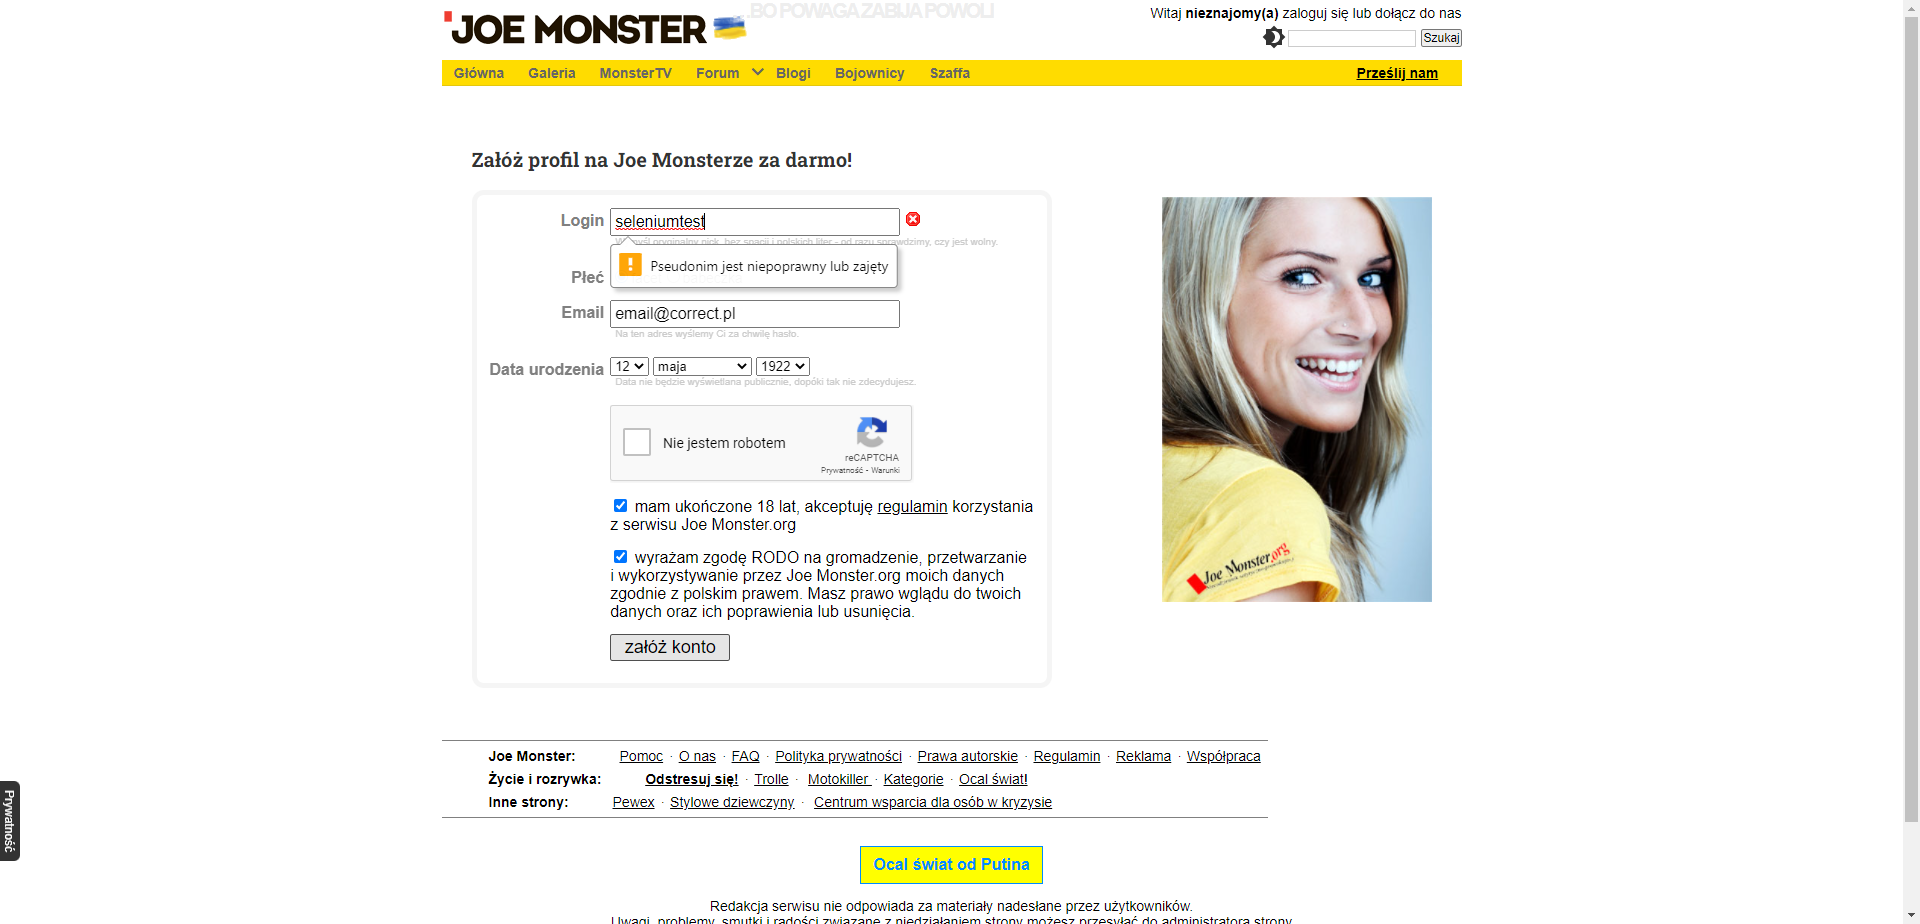 JOE MONSTER
...BO POWAGA ZABIJA POWOLI
Witaj nieznajomy(a) zaloguj się lub dołącz do nas
Szukaj
Główna Galeria MonsterTV Forum Blogi Bojownicy Szaffa Prześlij nam
Załóż profil na Joe Monsterze za darmo!
Login seleniumtest
oryginalny nick, bez spacji i polskich liter - od razu sprawdzimy, czy jest wolny.
Pseudonim jest niepoprawny lub zajęty
Płeć
Email email@correct.pl
Na ten adres wyślemy Ci za chwilę hasło.
Data urodzenia 12 maja 1922
Data nie będzie wyświetlana publicznie, dopóki tak nie zdecydujesz.
Nie jestem robotem
reCAPTCHA
Prywatność - Warunki
mam ukończone 18 lat, akceptuję regulamin korzystania
z serwisu Joe Monster.org
wyrażam zgodę RODO na gromadzenie, przetwarzanie
i wykorzystywanie przez Joe Monster.org moich danych
zgodnie z polskim prawem. Masz prawo wglądu do twoich
danych oraz ich poprawienia lub usunięcia.
załóż konto
Joe Monster.org
Joe Monster: Pomoc · O nas · FAQ · Polityka prywatności · Prawa autorskie · Regulamin · Reklama · Współpraca
Życie i rozrywka: Odstresuj się! · Trolle · Motokiller · Kategorie · Ocal świat!
Inne strony: Pewex · Stylowe dziewczyny · Centrum wsparcia dla osób w kryzysie
Prywatność
Ocal świat od Putina
Redakcja serwisu nie odpowiada za materiały nadesłane przez użytkowników.
Uwagi, problemy, smutki i radości związane z niedziałaniem strony możesz przesyłać do administratora strony